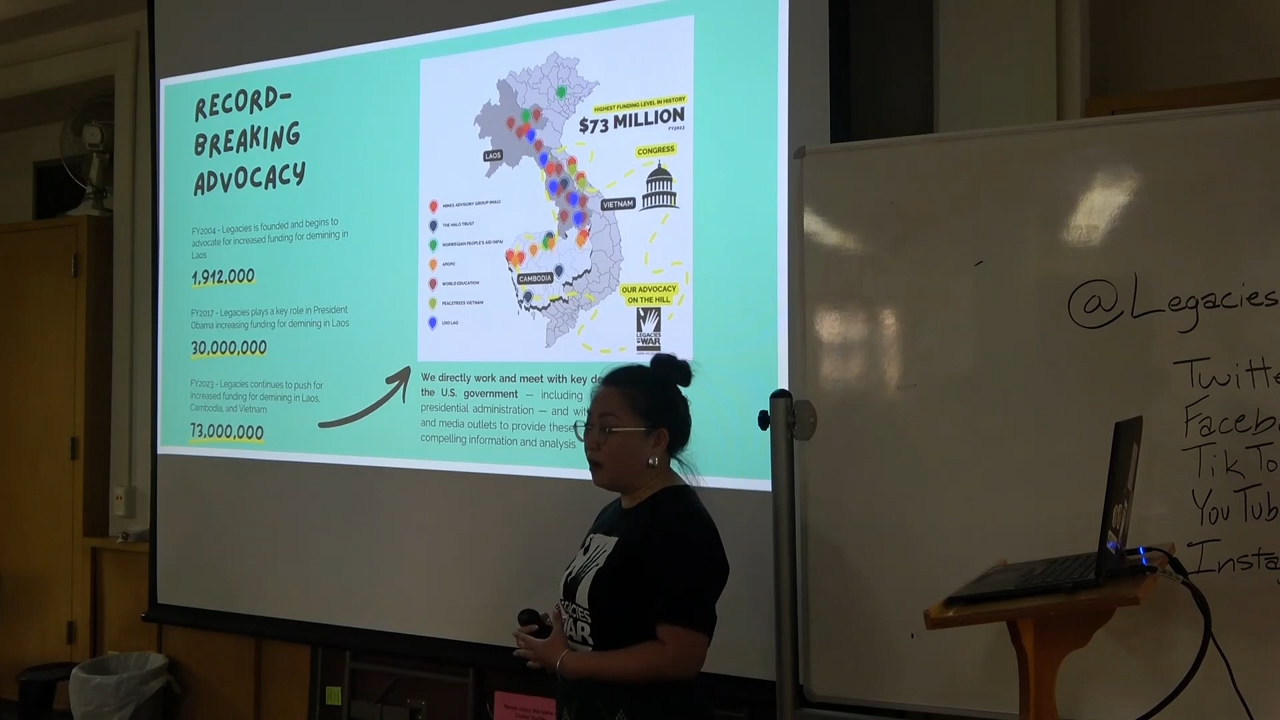 RECORD-
BREAKING
ADVOCACY
FY2004 - Legacies is founded and begins to
advocate for increased funding for demining in
Laos
1,912,000
FY2017 - Legacies plays a key role in President
Obama increasing funding for demining in Laos
30,000,000
FY2023 - Legacies continues to push for
increased funding for demining in Laos,
Cambodia, and Vietnam
73,000,000
HIGHEST FUNDING LEVEL IN HISTORY
$73 MILLION
FY2023
CONGRESS
LAOS
VIETNAM
CAMBODIA
MINES ADVISORY GROUP (MAG)
THE HALO TRUST
NORWEGIAN PEOPLE'S AID (NPA)
APOPO
WORLD EDUCATION
PEACETREES VIETNAM
UXO LAO
OUR ADVOCACY
ON THE HILL
LEGACIES
OF WAR
We directly work and meet with key
the U.S. government — including
presidential administration — and
and media outlets to provide these
compelling information and analysis
LEGACIES
WAR
@Legacies
Twitte
Faceb
TikTo
YouTub
Insta